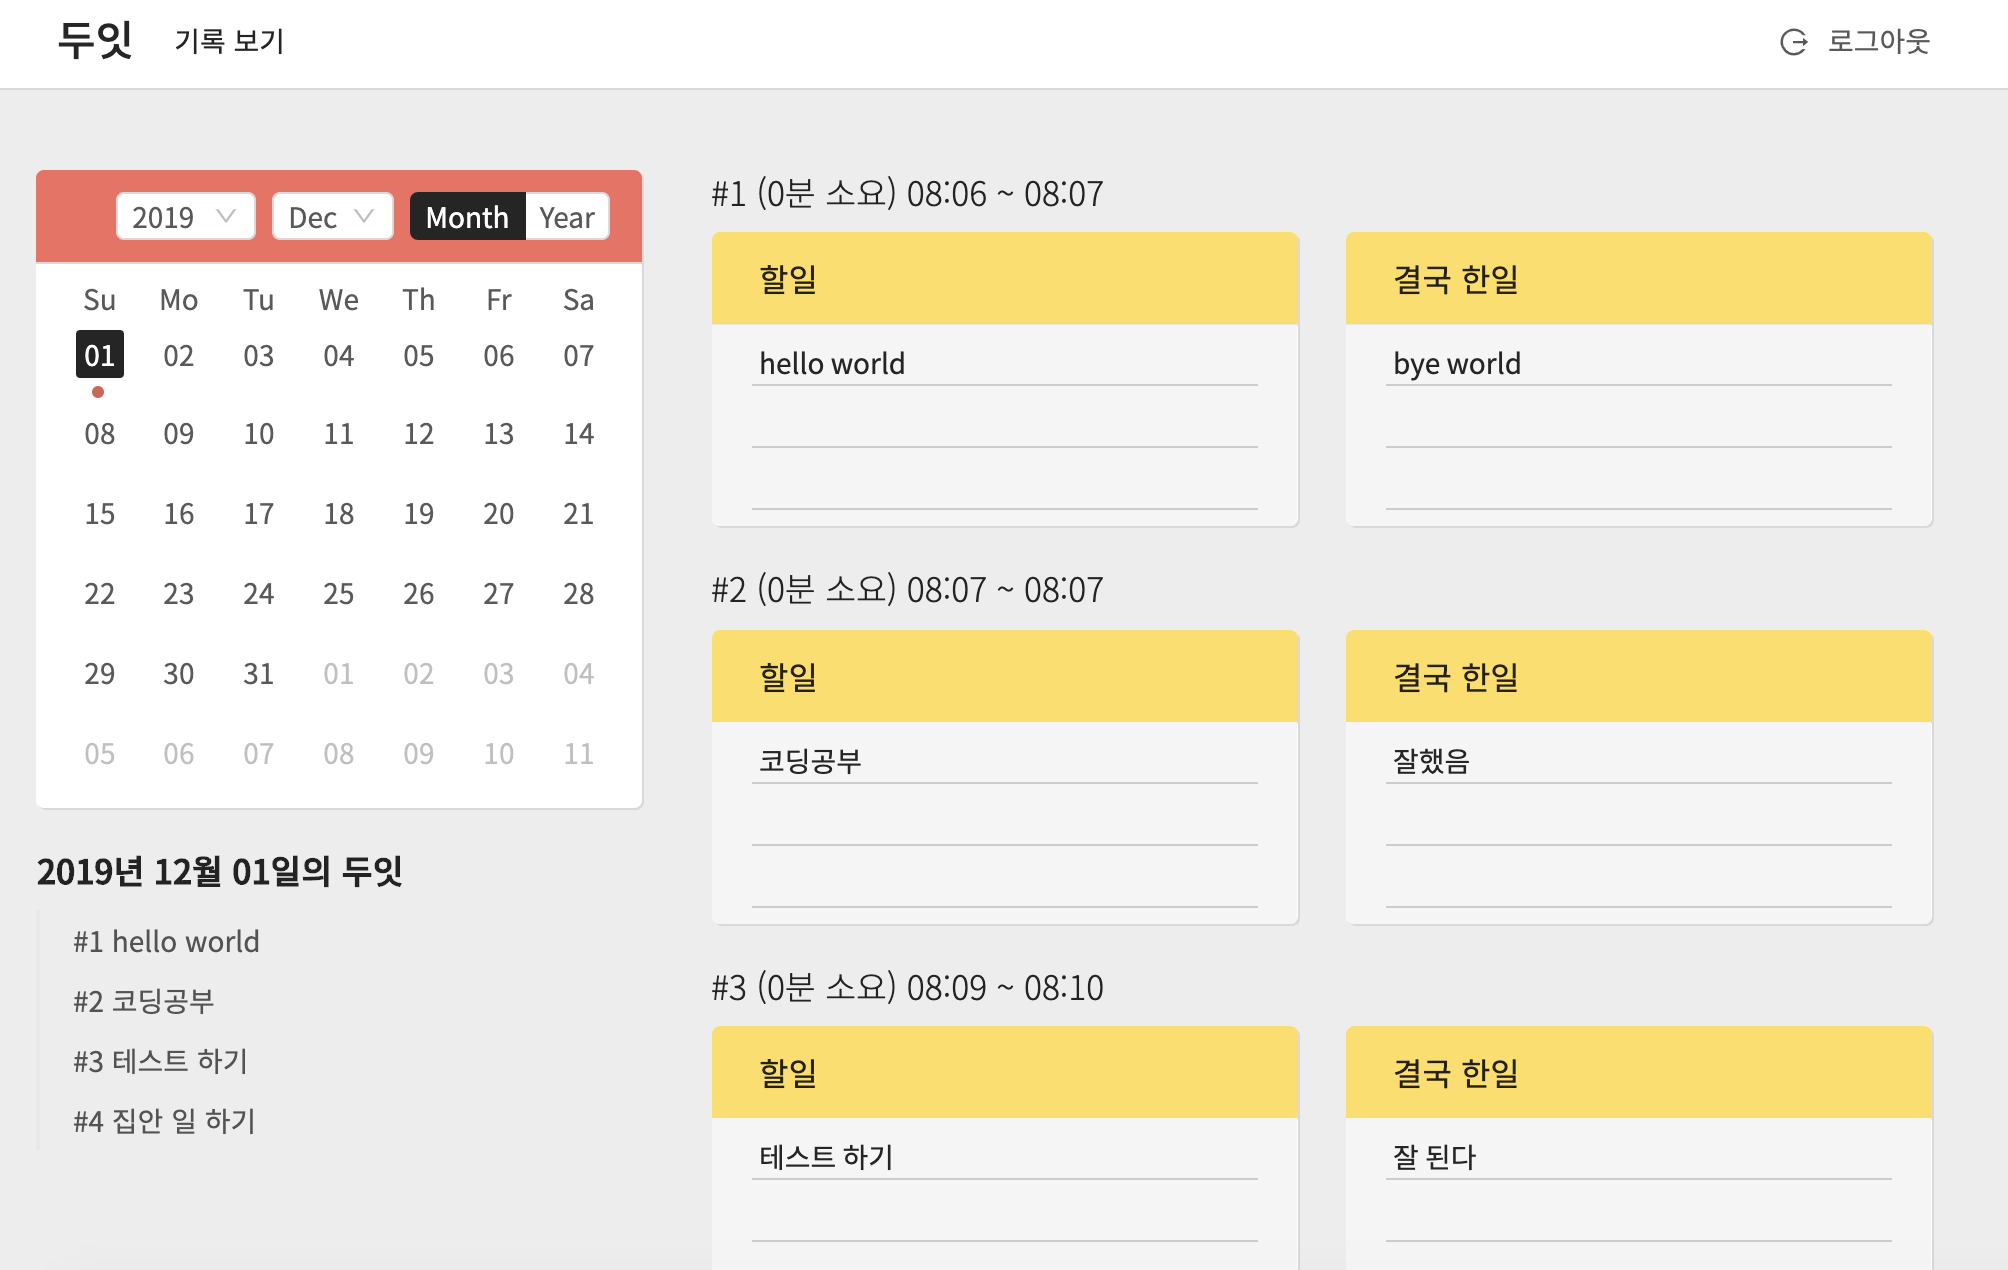 두잇 기록 보기 로그아웃
2019 Dec Month Year
Su Mo Tu We Th Fr Sa
01 02 03 04 05 06 07
08 09 10 11 12 13 14
15 16 17 18 19 20 21
22 23 24 25 26 27 28
29 30 31 01 02 03 04
05 06 07 08 09 10 11
2019년 12월 01일의 두잇
#1 hello world
#2 코딩공부
#3 테스트 하기
#4 집안 일 하기
#1 (0분 소요) 08:06 ~ 08:07
할일
hello world
결국 한일
bye world
#2 (0분 소요) 08:07 ~ 08:07
할일
코딩공부
결국 한일
잘했음
#3 (0분 소요) 08:09 ~ 08:10
할일
테스트 하기
결국 한일
잘 된다